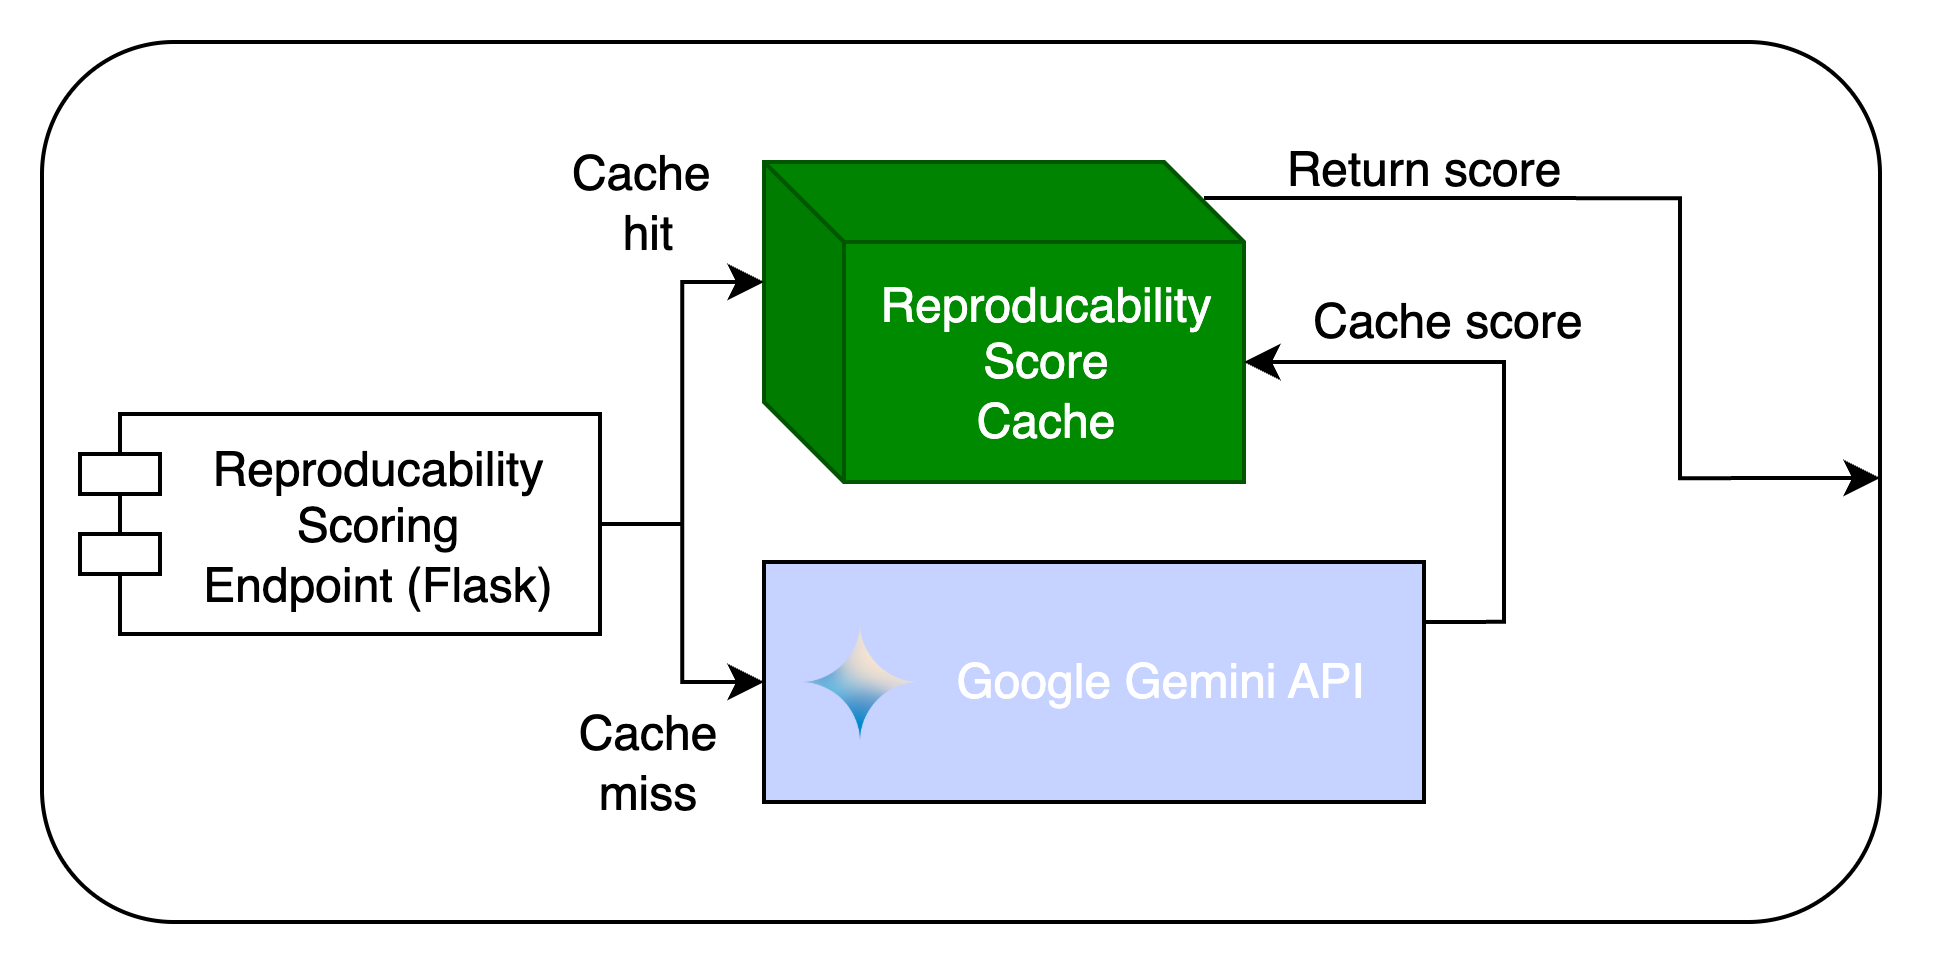 Cache
hit
Return score
Reproducability
Score
Cache
Cache score
Reproducability
Scoring
Endpoint (Flask)
Google Gemini API
Cache
miss